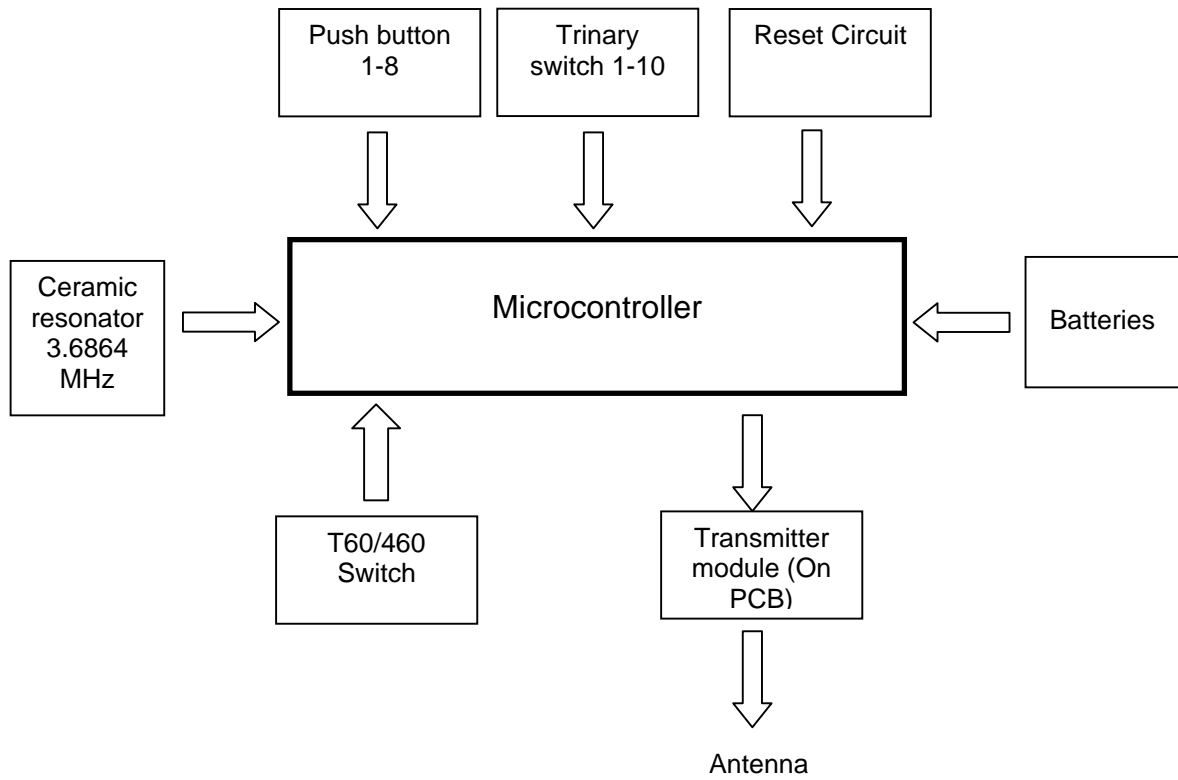 Push button
1-8
Trinary
switch 1-10
Reset Circuit
Ceramic
resonator
3.6864
MHz
Microcontroller
Batteries
T60/460
Switch
Transmitter
module (On
PCB)
Antenna